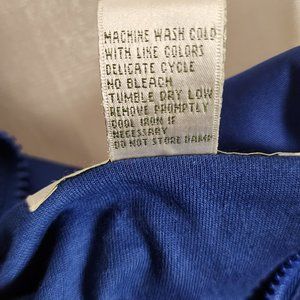 MACHINE WASH COLD
WITH LIKE COLORS
DELICATE CYCLE
NO BLEACH
TUMBLE DRY LOW
REMOVE PROMPTLY
COOL IRON IF
NECESSARY
DO NOT STORE DAMP